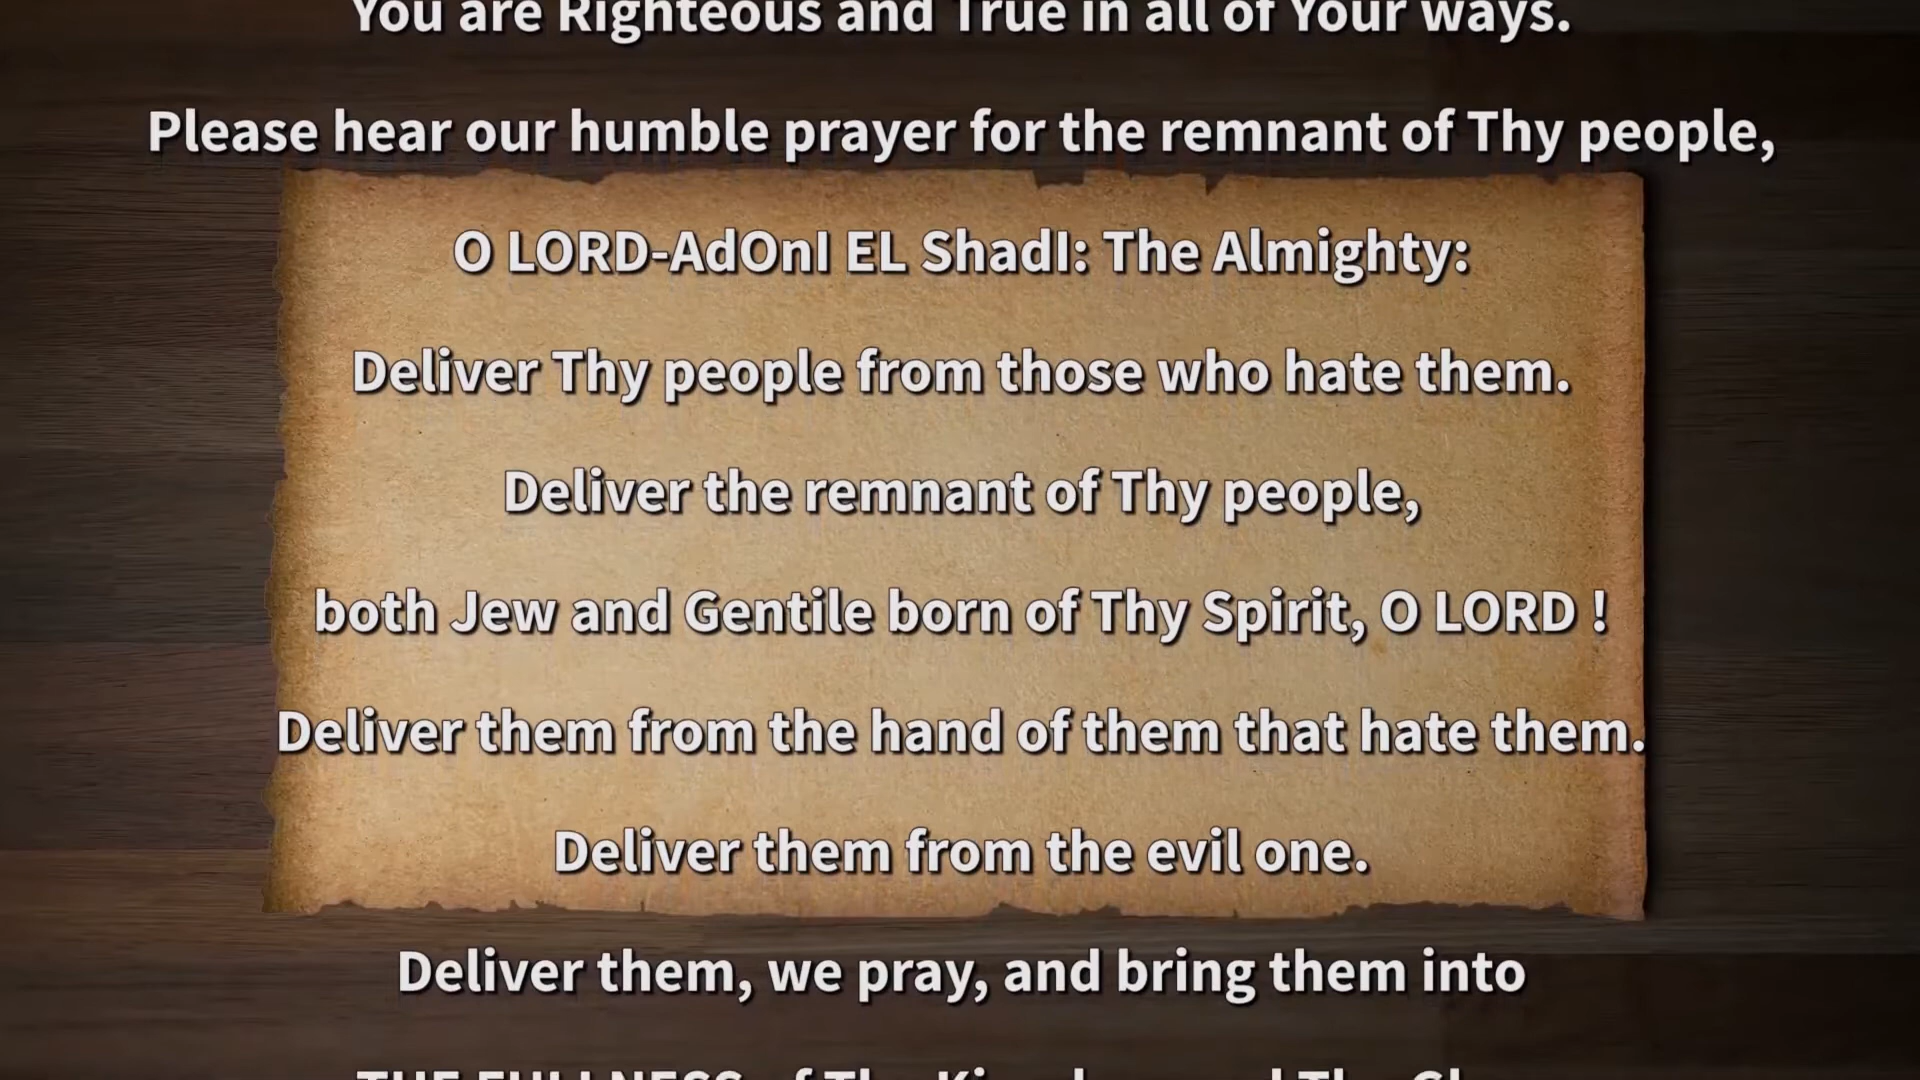 You are Righteous and True in all of Your ways.
Please hear our humble prayer for the remnant of Thy people,
O LORD-AdOnI EL ShadI: The Almighty:
Deliver Thy people from those who hate them.
Deliver the remnant of Thy people,
both Jew and Gentile born of Thy Spirit, O LORD !
Deliver them from the hand of them that hate them.
Deliver them from the evil one.
Deliver them, we pray, and bring them into
THE FULLNESS of